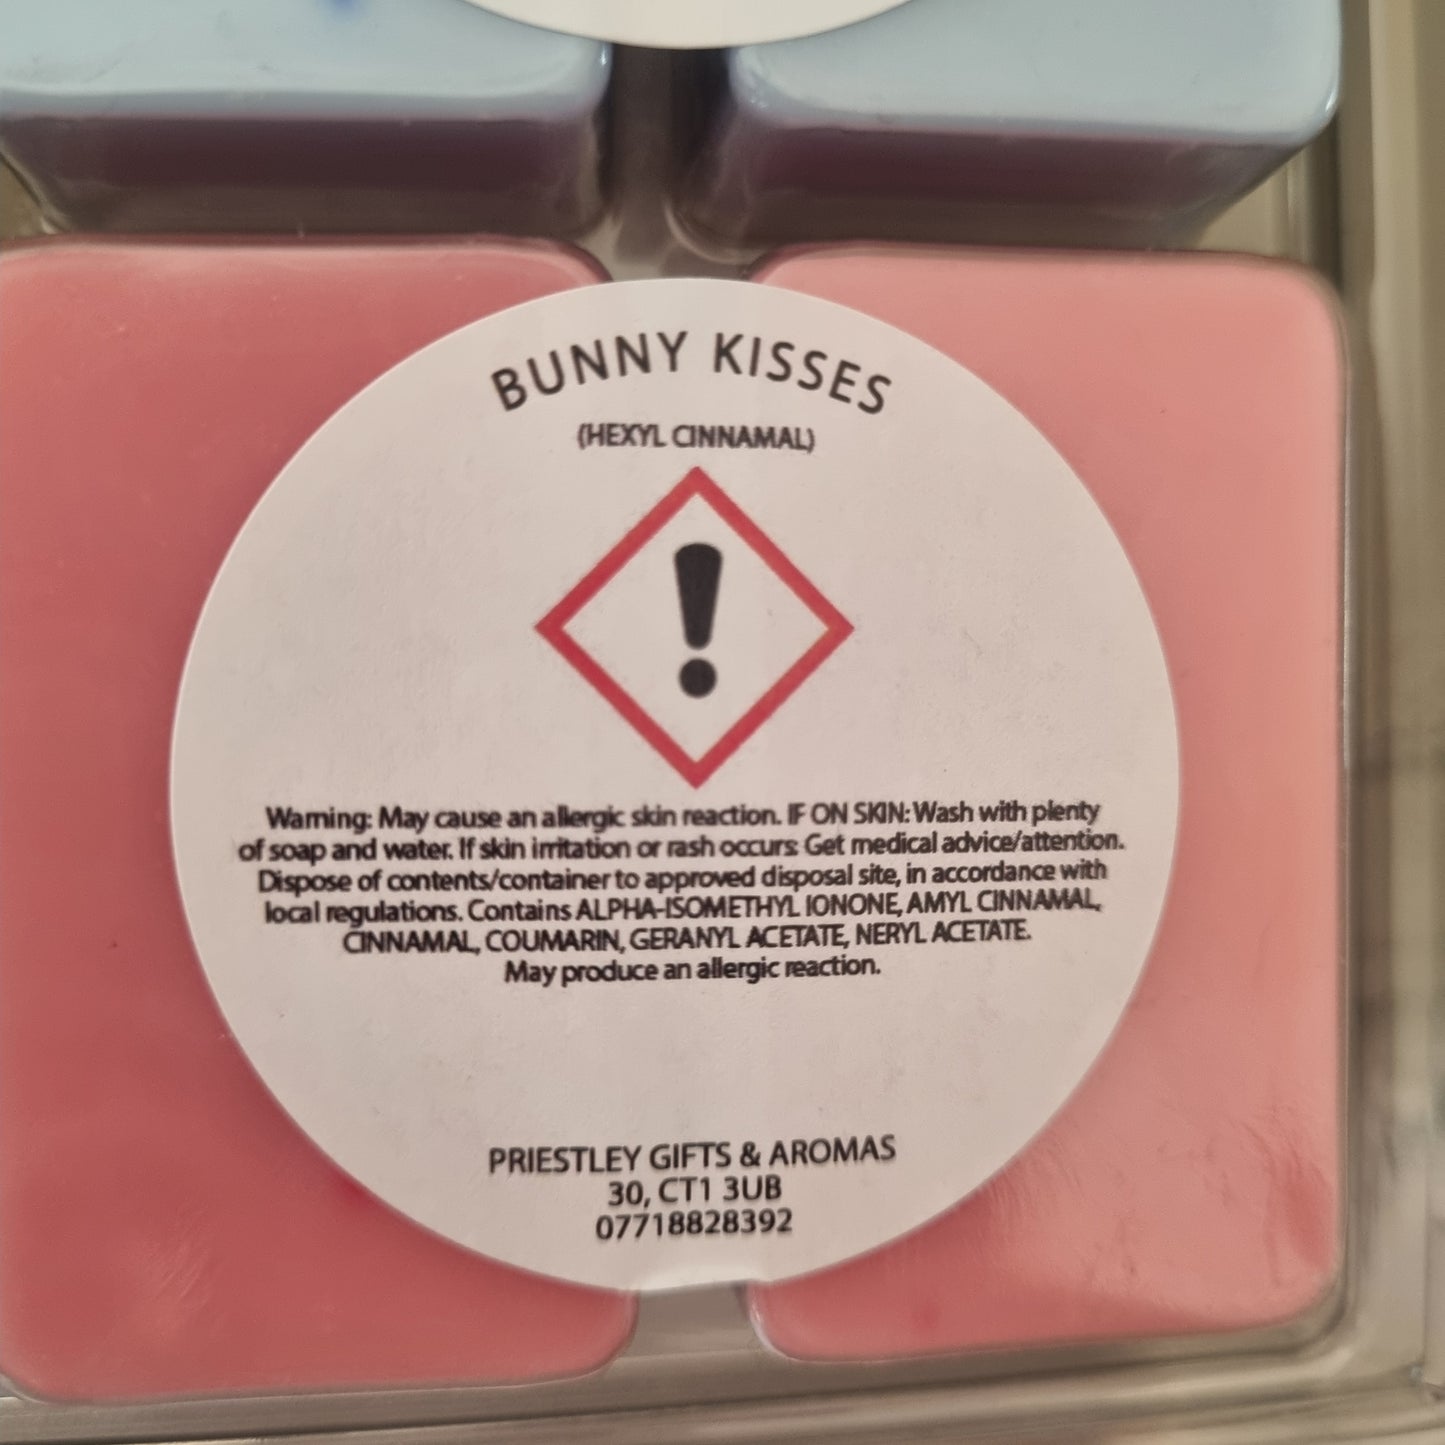 BUNNY KISSES
(HEXYL CINNAMAL)
Warning: May cause an allergic skin reaction. IF ON SKIN: Wash with plenty
of soap and water. If skin irritation or rash occurs: Get medical advice/attention.
Dispose of contents/container to approved disposal site, in accordance with
local regulations. Contains ALPHA-ISOMETHYL IONONE, AMYL CINNAMAL,
CINNAMAL, COUMARIN, GERANYL ACETATE, NERYL ACETATE.
May produce an allergic reaction.
PRIESTLEY GIFTS & AROMAS
30, CT1 3UB
07718828392